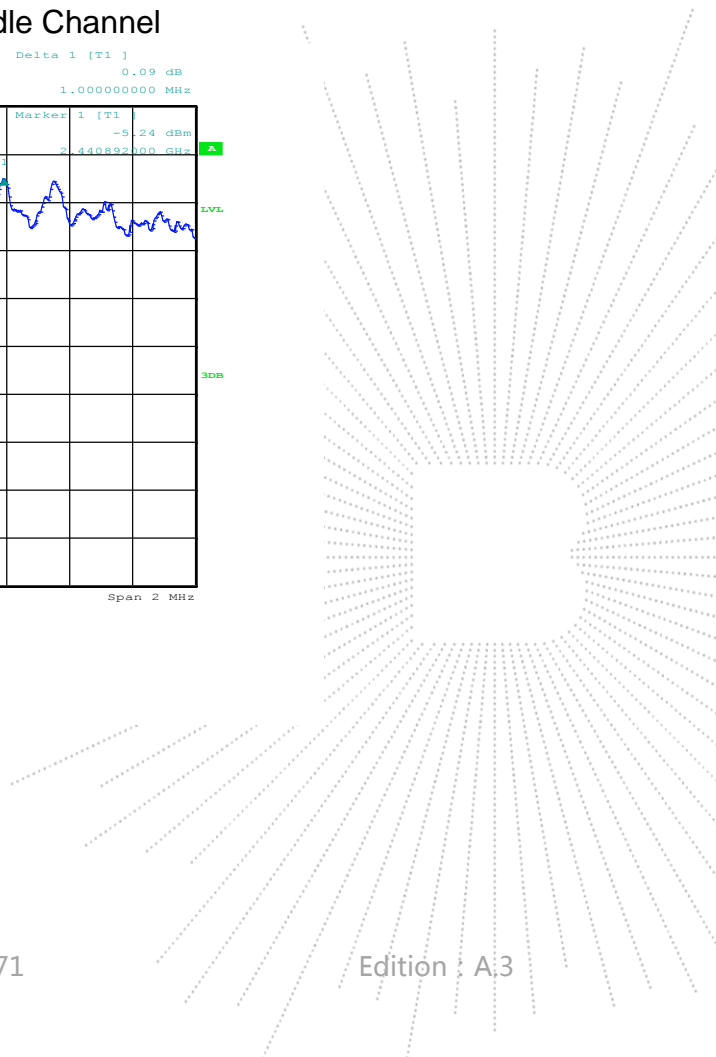 dle Channel
Delta 1 [T1 ]
0.09 dB
1.000000000 MHz
Marker 1 [T1 ]
-5.24 dBm
2.440892000 GHz
A
1
LVL
3DB
Span 2 MHz
71
Edition：A.3